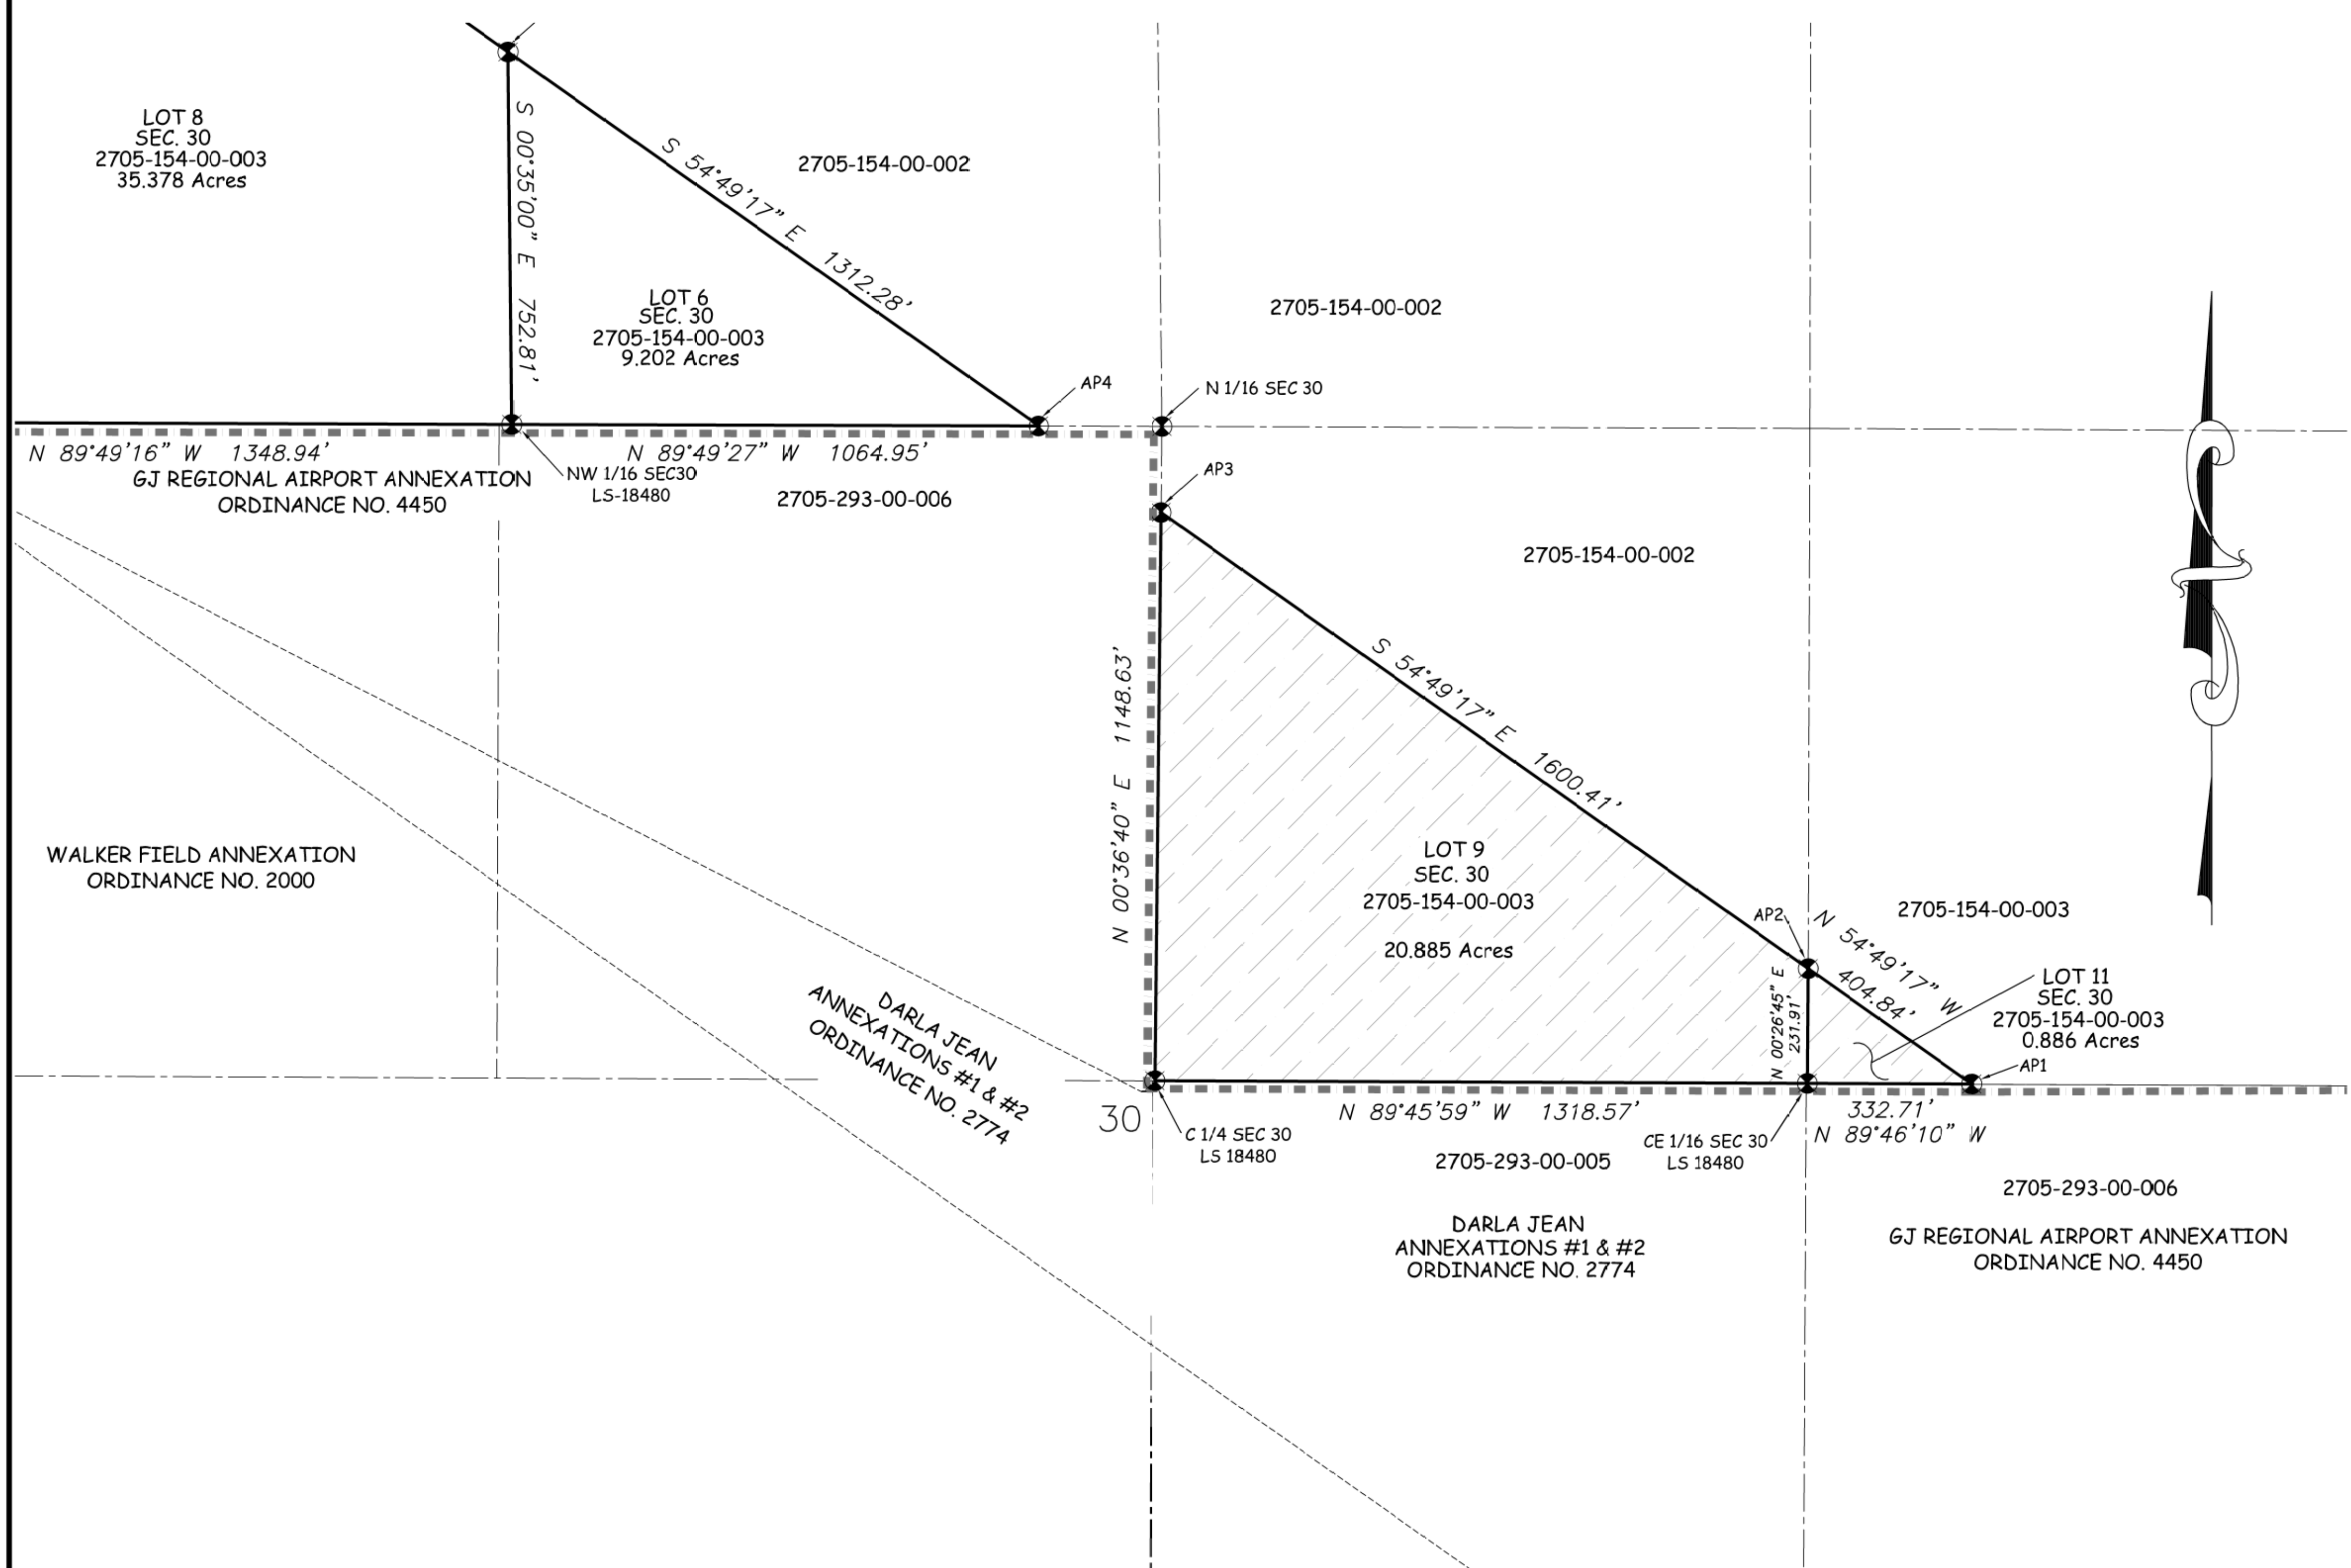 LOT 8
SEC. 30
2705-154-00-003
35.378 Acres
S 00°35'00" E 752.81'
S 54°49'17" E 1312.28'
2705-154-00-002
LOT 6
SEC. 30
2705-154-00-003
9.202 Acres
2705-154-00-002
AP4
N 1/16 SEC 30
N 89°49'16" W 1348.94'
N 89°49'27" W 1064.95'
GJ REGIONAL AIRPORT ANNEXATION
ORDINANCE NO. 4450
NW 1/16 SEC30
LS-18480
2705-293-00-006
AP3
2705-154-00-002
N 00°36'40" E 1148.63'
S 54°49'17" E 1600.41'
WALKER FIELD ANNEXATION
ORDINANCE NO. 2000
LOT 9
SEC. 30
2705-154-00-003
20.885 Acres
AP2
N 54°49'17" W
404.84'
2705-154-00-003
N 00°26'45" E
231.91'
LOT 11
SEC. 30
2705-154-00-003
0.886 Acres
AP1
DARLA JEAN
ANNEXATIONS #1 & #2
ORDINANCE NO. 2774
30
C 1/4 SEC 30
LS 18480
N 89°45'59" W 1318.57'
CE 1/16 SEC 30
LS 18480
332.71'
N 89°46'10" W
2705-293-00-005
2705-293-00-006
DARLA JEAN
ANNEXATIONS #1 & #2
ORDINANCE NO. 2774
GJ REGIONAL AIRPORT ANNEXATION
ORDINANCE NO. 4450